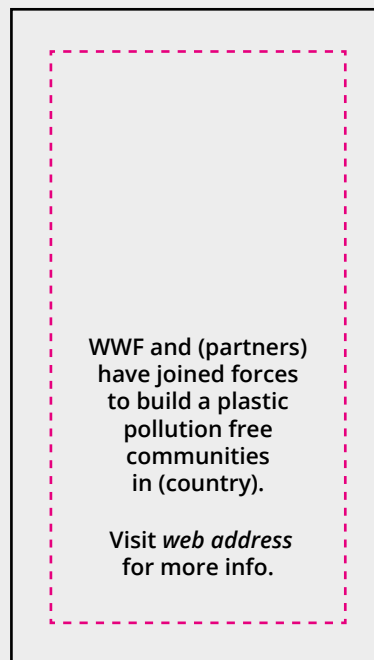 WWF and (partners)
have joined forces
to build a plastic
pollution free
communities
in (country).
Visit web address
for more info.